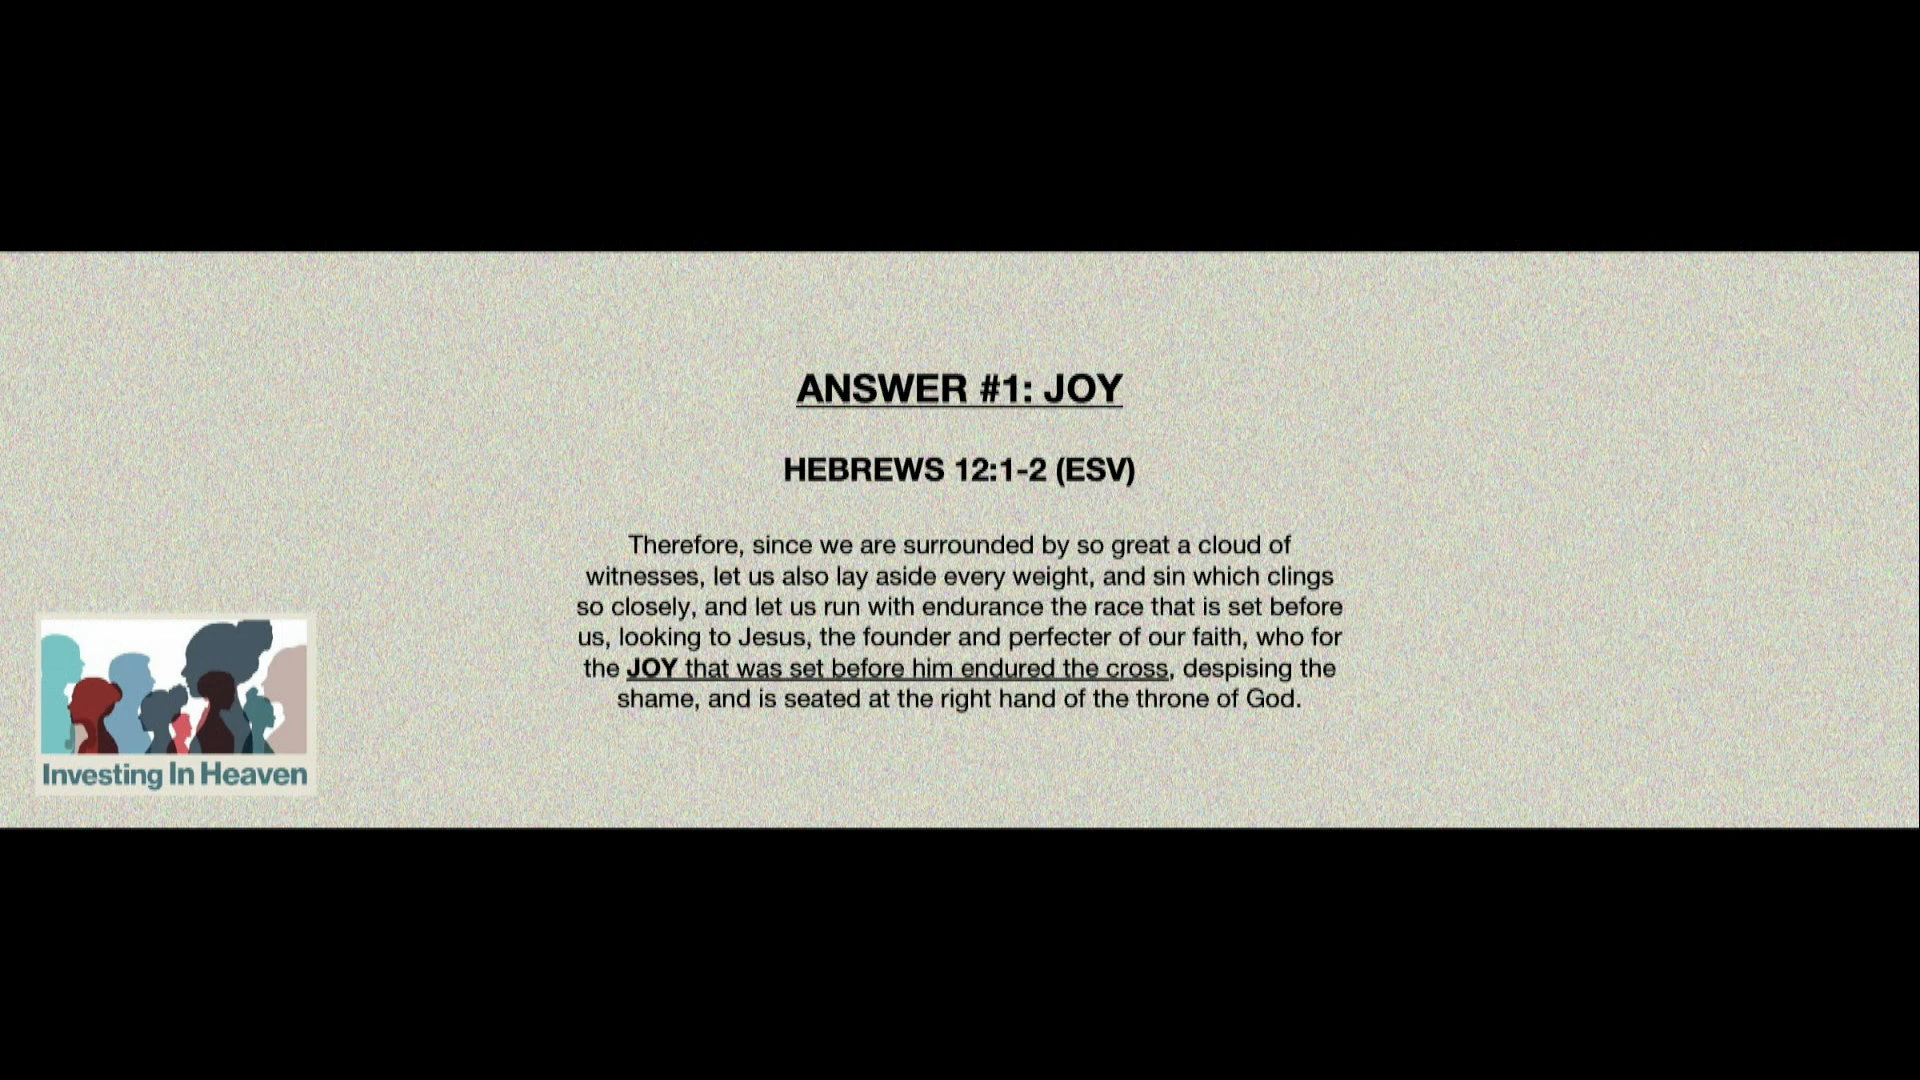 ANSWER #1: JOY
HEBREWS 12:1-2 (ESV)
Therefore, since we are surrounded by so great a cloud of
witnesses, let us also lay aside every weight, and sin which clings
so closely, and let us run with endurance the race that is set before
us, looking to Jesus, the founder and perfecter of our faith, who for
the JOY that was set before him endured the cross, despising the
shame, and is seated at the right hand of the throne of God.
Investing In Heaven